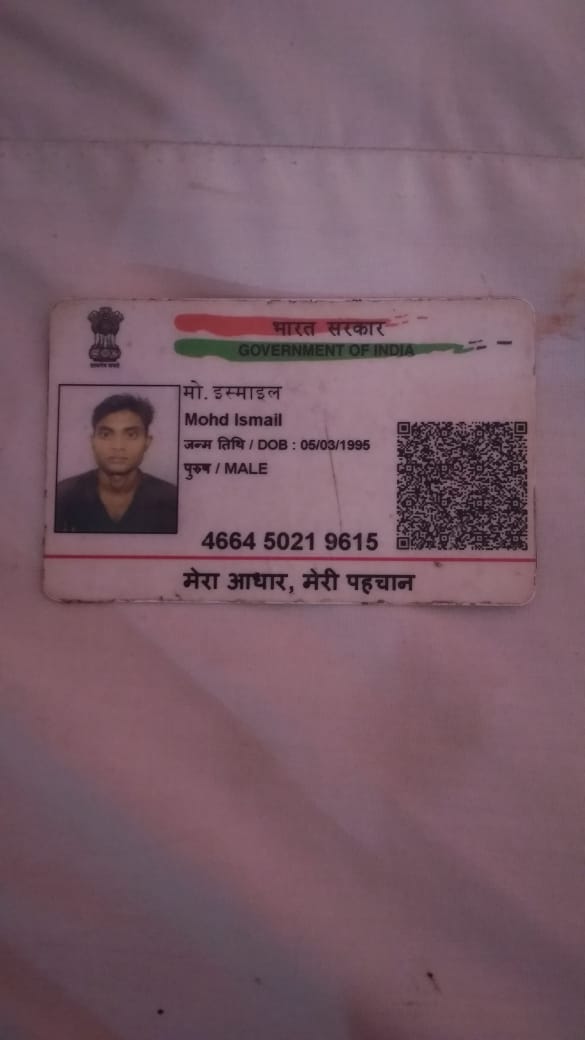 भारत सरकार
GOVERNMENT OF INDIA
मो. इस्माइल
Mohd Ismail
जन्म तिथि / DOB : 05/03/1995
पुरुष / MALE
4664 5021 9615
मेरा आधार, मेरी पहचान